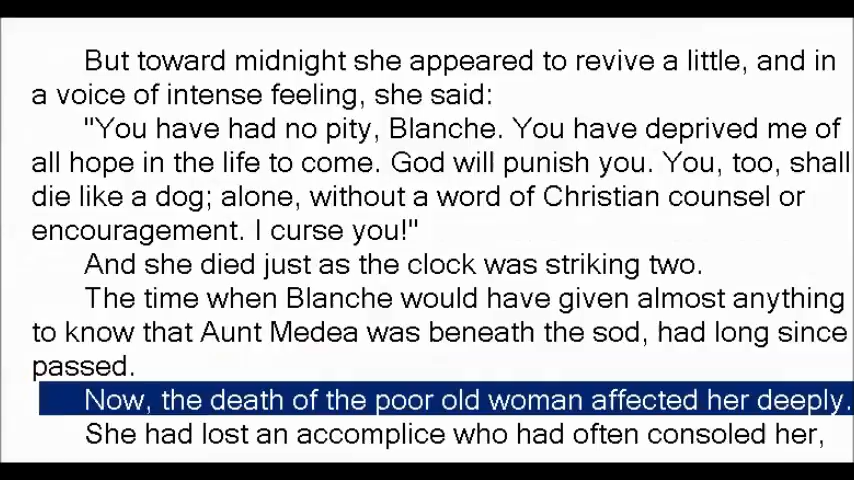 But toward midnight she appeared to revive a little, and in
a voice of intense feeling, she said:
"You have had no pity, Blanche. You have deprived me of
all hope in the life to come. God will punish you. You, too, shall
die like a dog; alone, without a word of Christian counsel or
encouragement. I curse you!"
And she died just as the clock was striking two.
The time when Blanche would have given almost anything
to know that Aunt Medea was beneath the sod, had long since
passed.
Now, the death of the poor old woman affected her deeply.
She had lost an accomplice who had often consoled her,